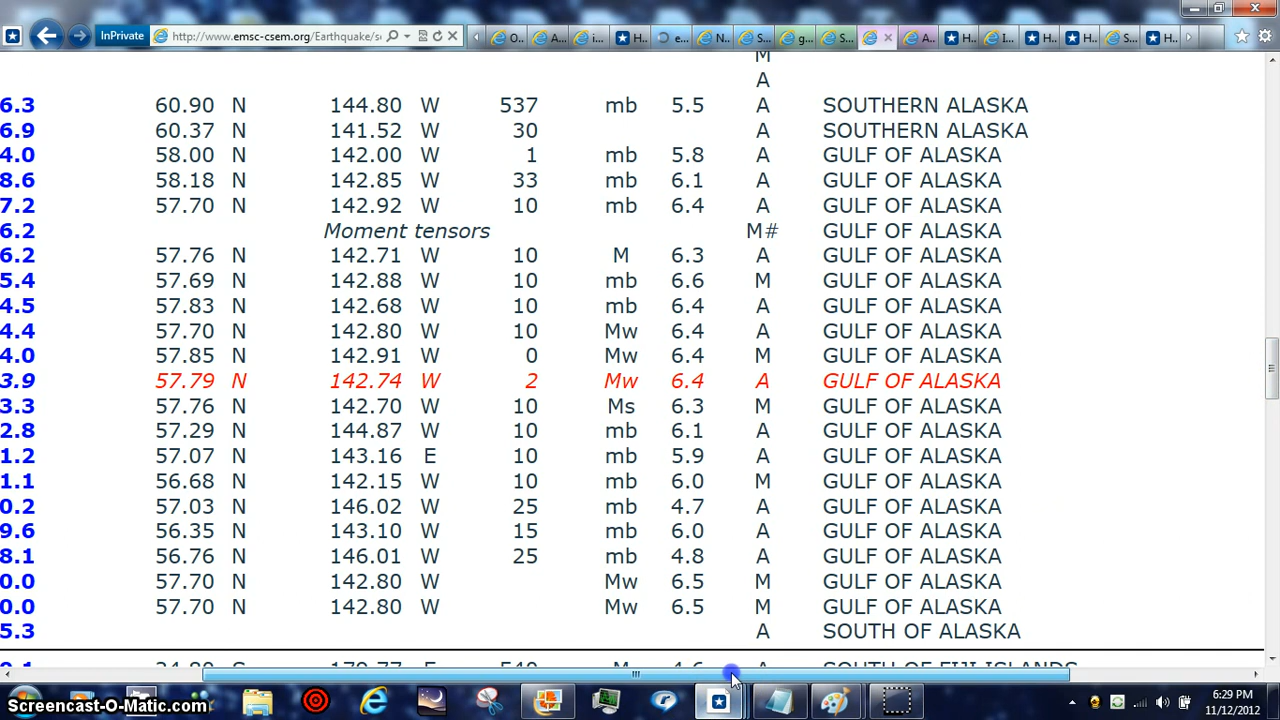 InPrivate http://www.emsc-csem.org/Earthquake/s O.. A.. i.. H e.. N.. S.. g.. S.. A.. H I.. H H.. S.. H
M
A
6.3 60.90 N 144.80 W 537 mb 5.5 A SOUTHERN ALASKA
6.9 60.37 N 141.52 W 30 A SOUTHERN ALASKA
4.0 58.00 N 142.00 W 1 mb 5.8 A GULF OF ALASKA
8.6 58.18 N 142.85 W 33 mb 6.1 A GULF OF ALASKA
7.2 57.70 N 142.92 W 10 mb 6.4 A GULF OF ALASKA
6.2 Moment tensors M# GULF OF ALASKA
6.2 57.76 N 142.71 W 10 M 6.3 A GULF OF ALASKA
5.4 57.69 N 142.88 W 10 mb 6.6 M GULF OF ALASKA
4.5 57.83 N 142.68 W 10 mb 6.4 A GULF OF ALASKA
4.4 57.70 N 142.80 W 10 Mw 6.4 A GULF OF ALASKA
4.0 57.85 N 142.91 W 0 Mw 6.4 M GULF OF ALASKA
3.9 57.79 N 142.74 W 2 Mw 6.4 A GULF OF ALASKA
3.3 57.76 N 142.70 W 10 Ms 6.3 M GULF OF ALASKA
2.8 57.29 N 144.87 W 10 mb 6.1 A GULF OF ALASKA
1.2 57.07 N 143.16 E 10 mb 5.9 A GULF OF ALASKA
1.1 56.68 N 142.15 W 10 mb 6.0 M GULF OF ALASKA
0.2 57.03 N 146.02 W 25 mb 4.7 A GULF OF ALASKA
9.6 56.35 N 143.10 W 15 mb 6.0 A GULF OF ALASKA
8.1 56.76 N 146.01 W 25 mb 4.8 A GULF OF ALASKA
0.0 57.70 N 142.80 W Mw 6.5 M GULF OF ALASKA
0.0 57.70 N 142.80 W Mw 6.5 M GULF OF ALASKA
5.3 A SOUTH OF ALASKA
179.77 E 540 M 4.6 A SOUTH OF FIJI ISLANDS
Screencast-O-Matic.com 6:29 PM
11/12/2012